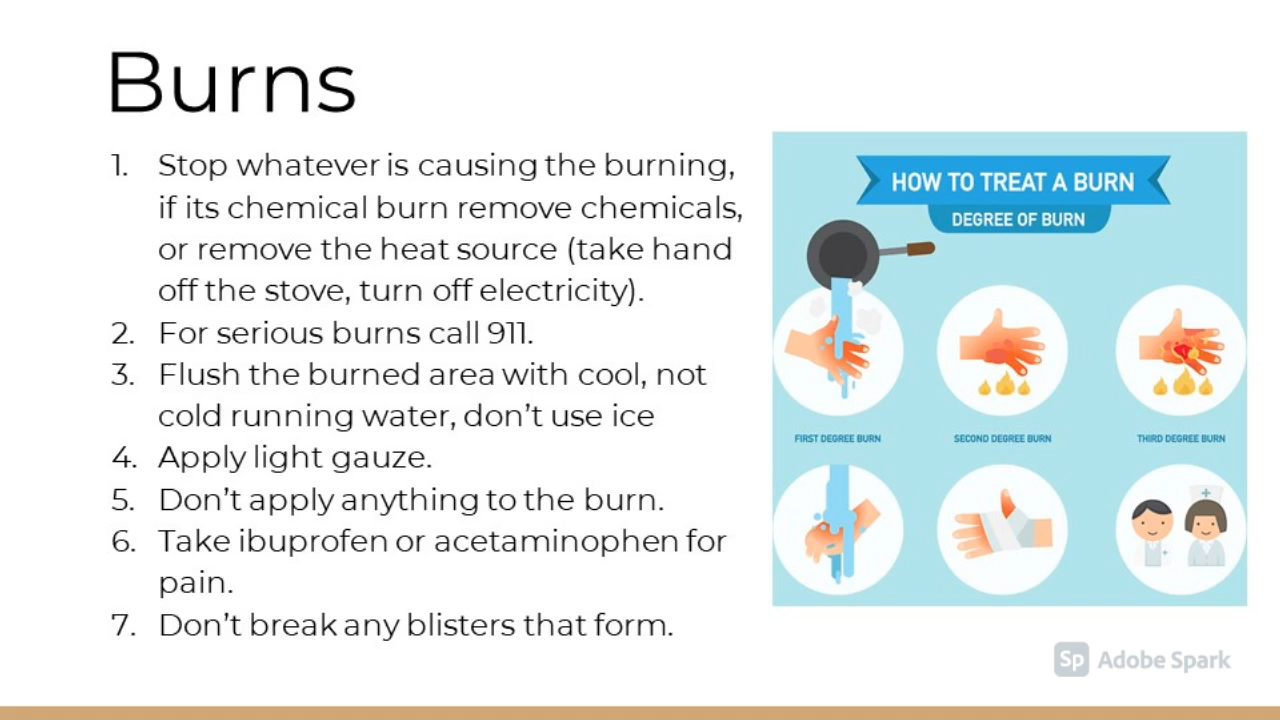 Burns
1. Stop whatever is causing the burning,
if its chemical burn remove chemicals,
or remove the heat source (take hand
off the stove, turn off electricity).
2. For serious burns call 911.
3. Flush the burned area with cool, not
cold running water, don't use ice
4. Apply light gauze.
5. Don't apply anything to the burn.
6. Take ibuprofen or acetaminophen for
pain.
7. Don't break any blisters that form.
HOW TO TREAT A BURN
DEGREE OF BURN
FIRST DEGREE BURN
SECOND DEGREE BURN
THIRD DEGREE BURN
Sp Adobe Spark